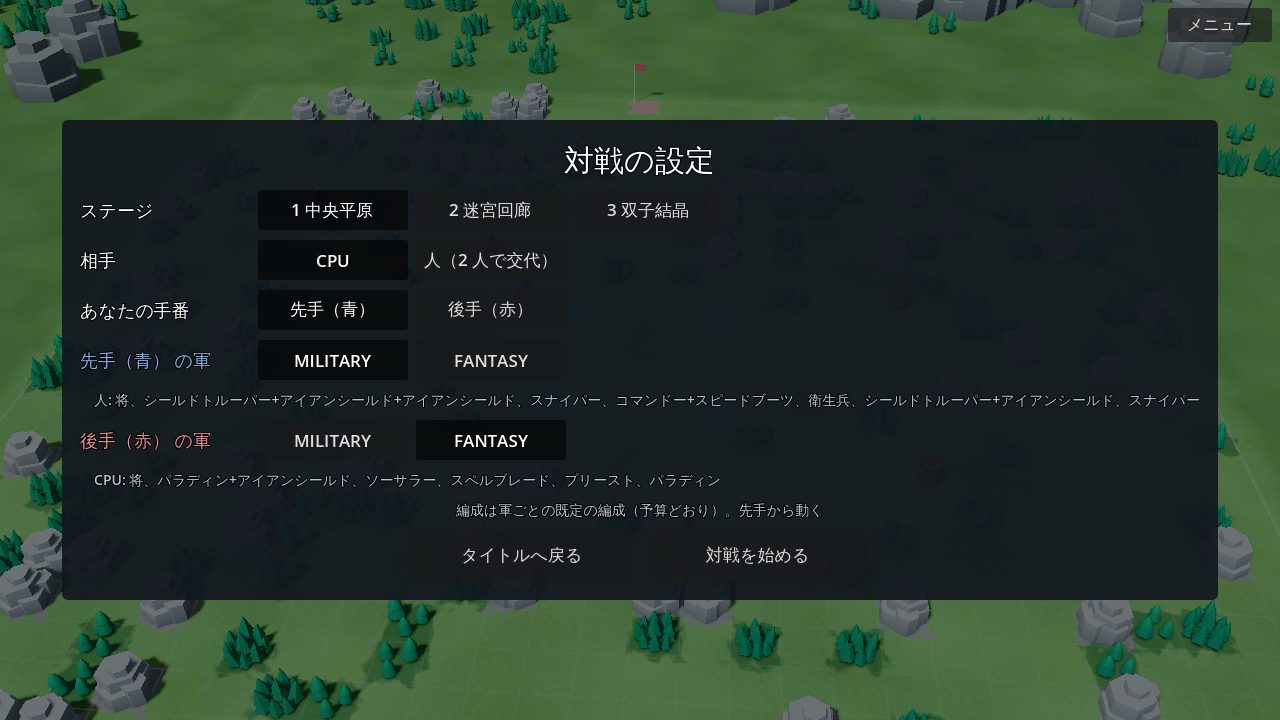 メニュー
対戦の設定
ステージ 1 中央平原 2 迷宮回廊 3 双子結晶
相手 CPU 人（2 人で交代）
あなたの手番 先手（青） 後手（赤）
先手（青） の軍 MILITARY FANTASY
人: 将、シールドトルーパー+アイアンシールド+アイアンシールド、スナイパー、コマンドー+スピードブーツ、衛生兵、シールドトルーパー+アイアンシールド、スナイパー
後手（赤） の軍 MILITARY FANTASY
CPU: 将、パラディン+アイアンシールド、ソーサラー、スペルブレード、プリースト、パラディン
編成は軍ごとの既定の編成（予算どおり）。先手から動く
タイトルへ戻る 対戦を始める